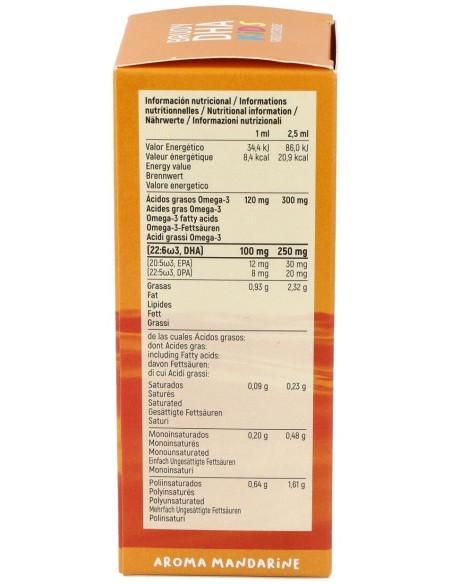 BRUDY
DHA
KiDS
Información nutricional / Informations
nutritionnelles / Nutritional information /
Nährwerte / Informazioni nutrizionali
1 ml 2,5 ml
Valor Energético 34,4 kJ 86,0 kJ
Valeur énergétique 8,4 kcal 20,9 kcal
Energy value
Brennwert
Valore energetico
Ácidos grasos Omega-3 120 mg 300 mg
Acides gras Omega-3
Omega-3 fatty acids
Omega-3-Fettsäuren
Acidi grassi Omega-3
(22:6ω3, DHA) 100 mg 250 mg
(20:5ω3, EPA) 12 mg 30 mg
(22:5ω3, DPA) 8 mg 20 mg
Grasas 0,93 g 2,32 g
Fat
Lipides
Fett
Grassi
de las cuales Ácidos grasos:
dont Acides gras:
including Fatty acids:
davon Fettsäuren:
di cui Acidi grassi:
Saturados 0,09 g 0,23 g
Saturés
Saturated
Gesättigte Fettsäuren
Saturi
Monoinsaturados 0,20 g 0,48 g
Monoinsaturés
Monounsaturated
Einfach Ungesättigte Fettsäuren
Monoinsaturi
Poliinsaturados 0,64 g 1,61 g
Polyinsaturés
Polyunsaturated
Mehrfach Ungesättigte Fettsäuren
Polinsaturi
AROMA MANDARINE